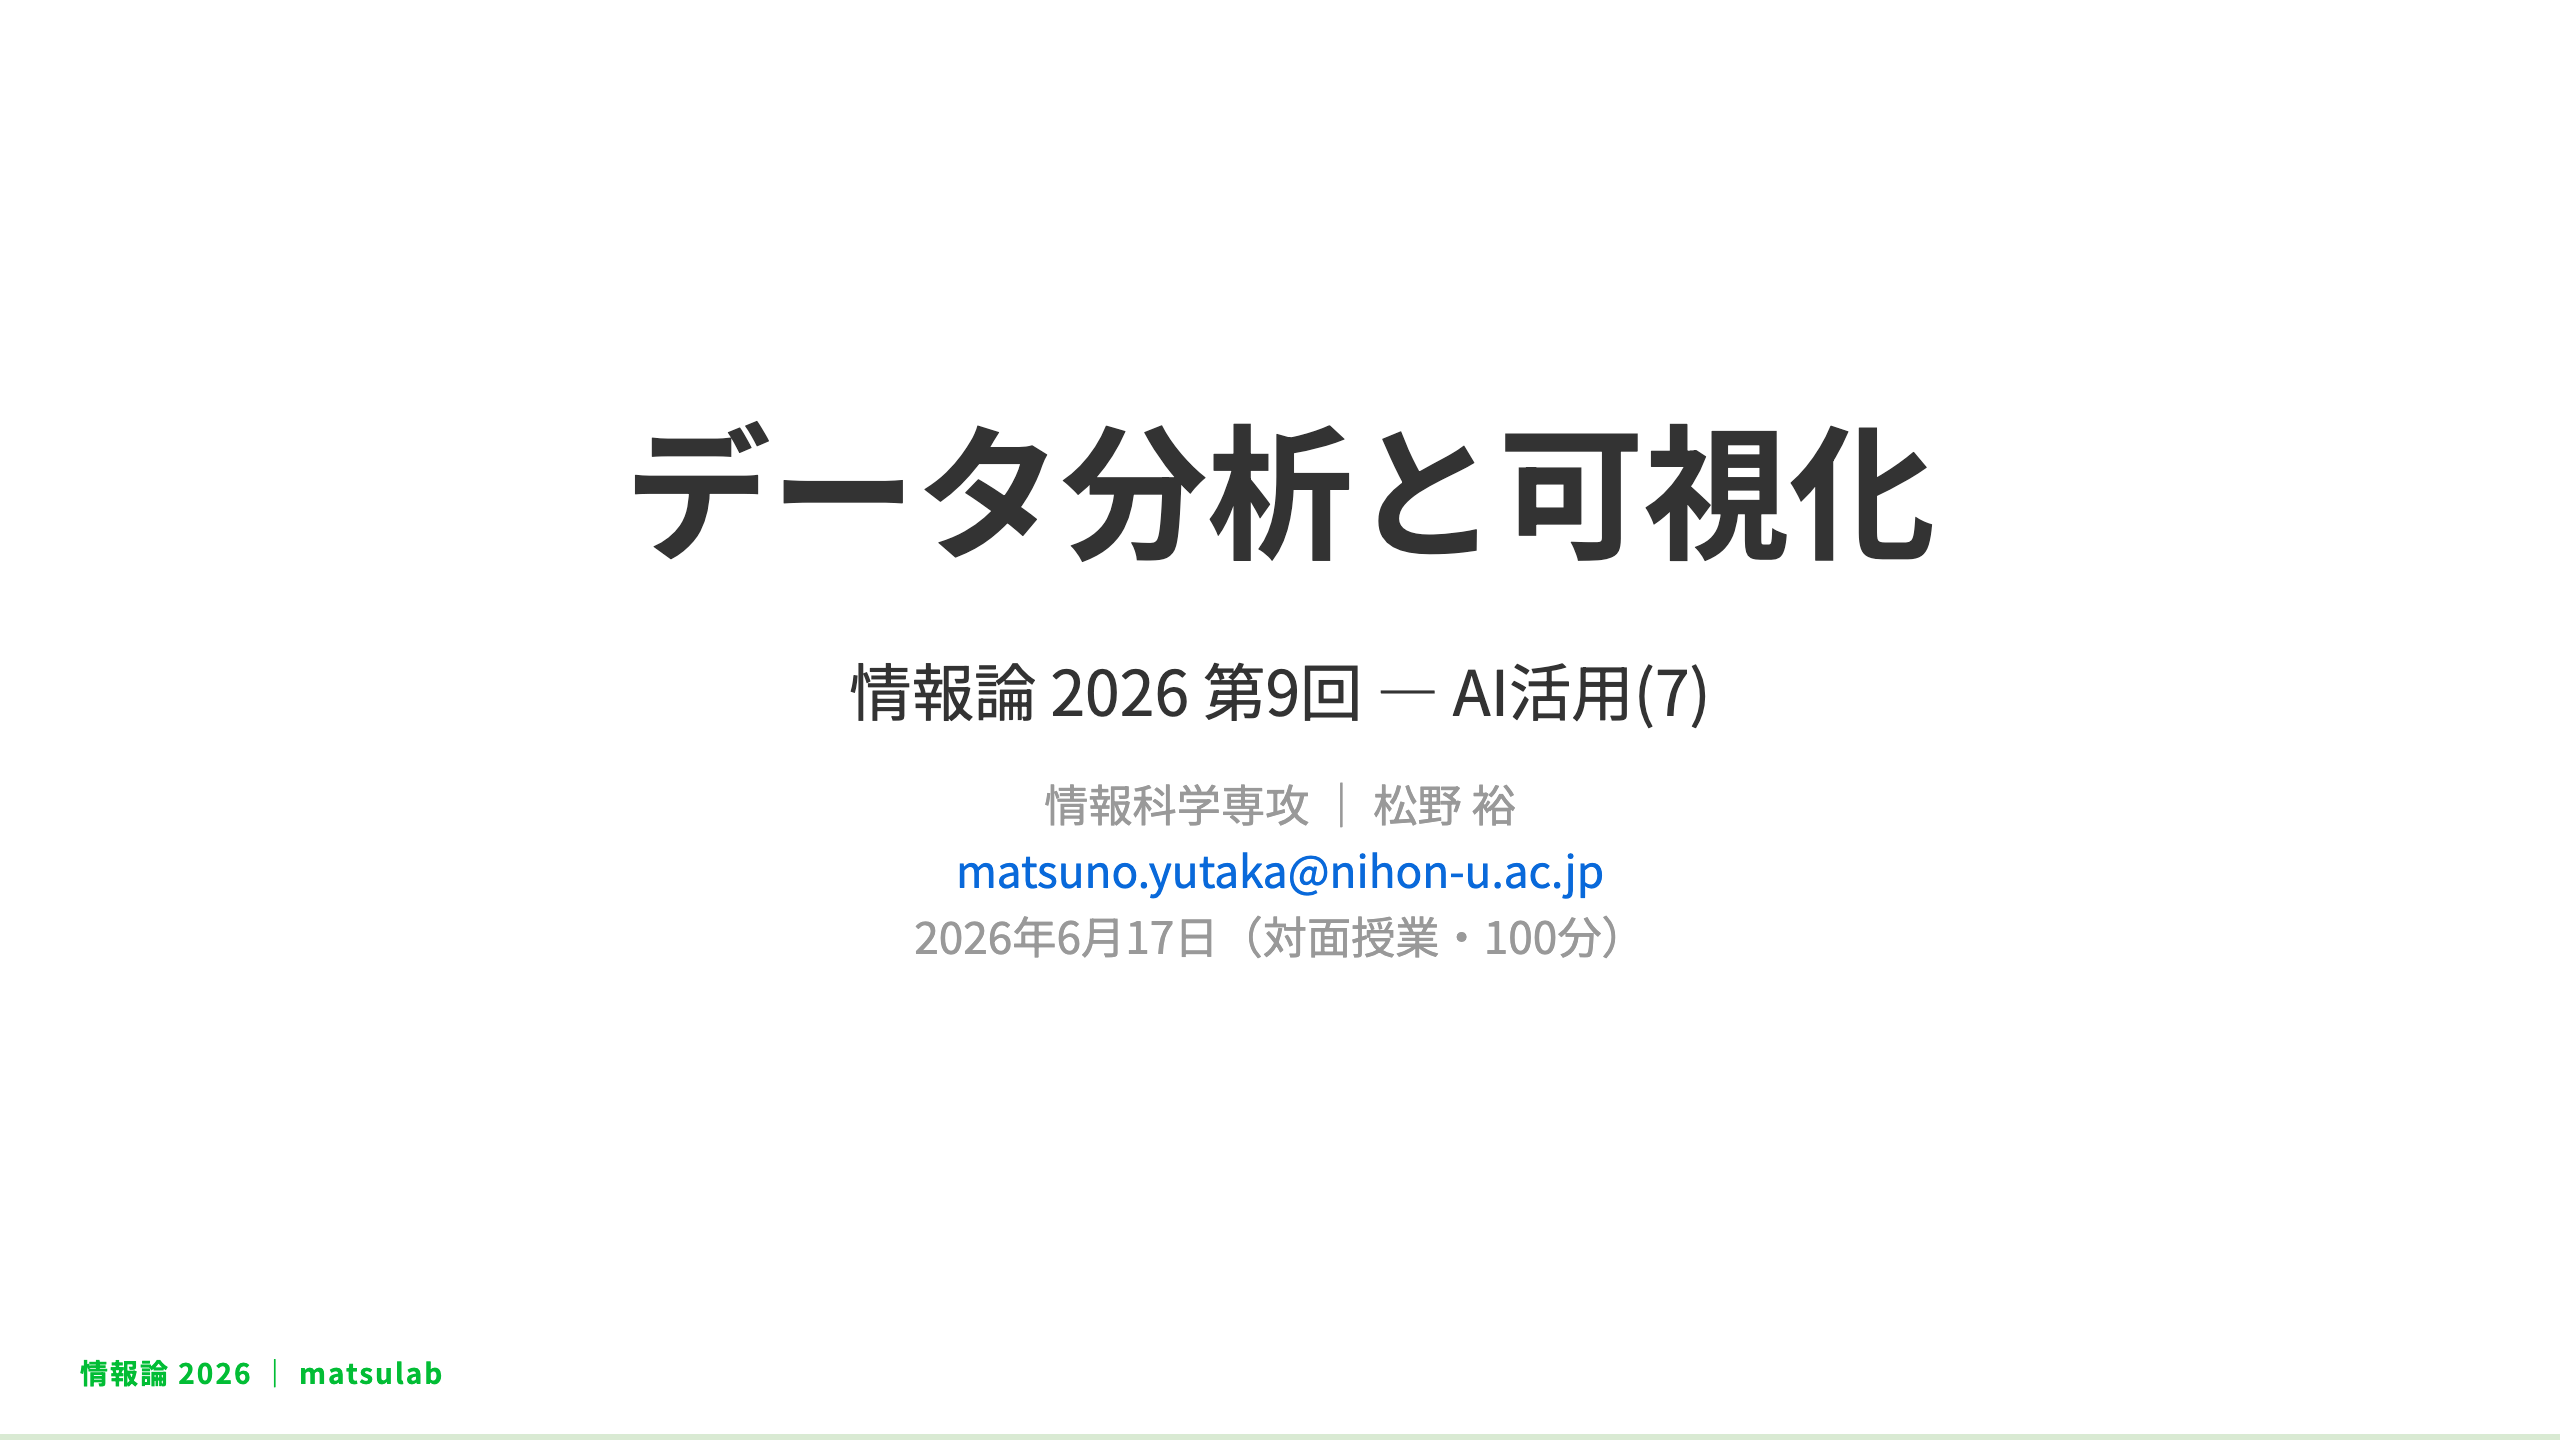 データ分析と可視化
情報論 2026 第9回 — AI活用(7)
情報科学専攻 ｜ 松野 裕
matsuno.yutaka@nihon-u.ac.jp
2026年6月17日（対面授業・100分）
情報論 2026 ｜ matsulab